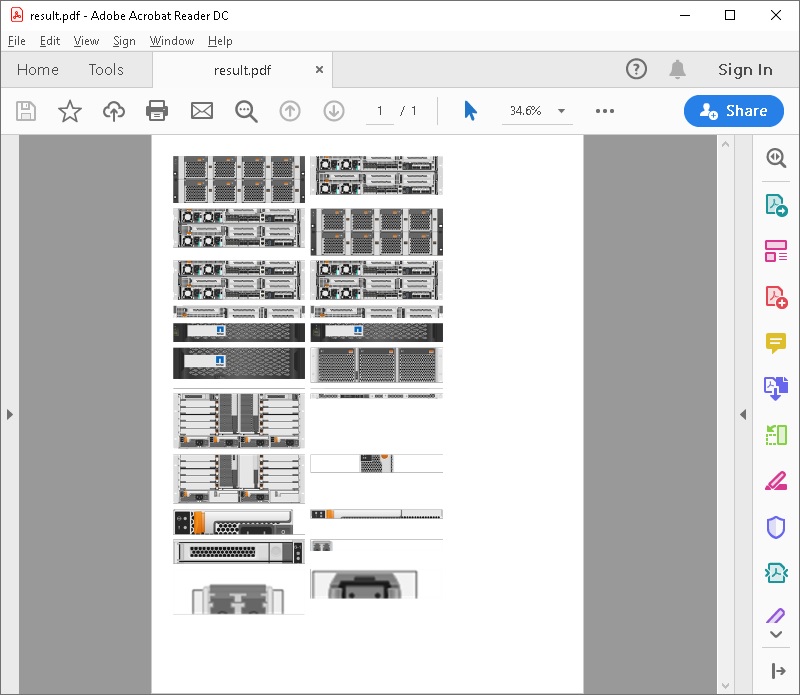 result.pdf - Adobe Acrobat Reader DC
File Edit View Sign Window Help
Home Tools result.pdf × Sign In
1 / 1 34.6% Share